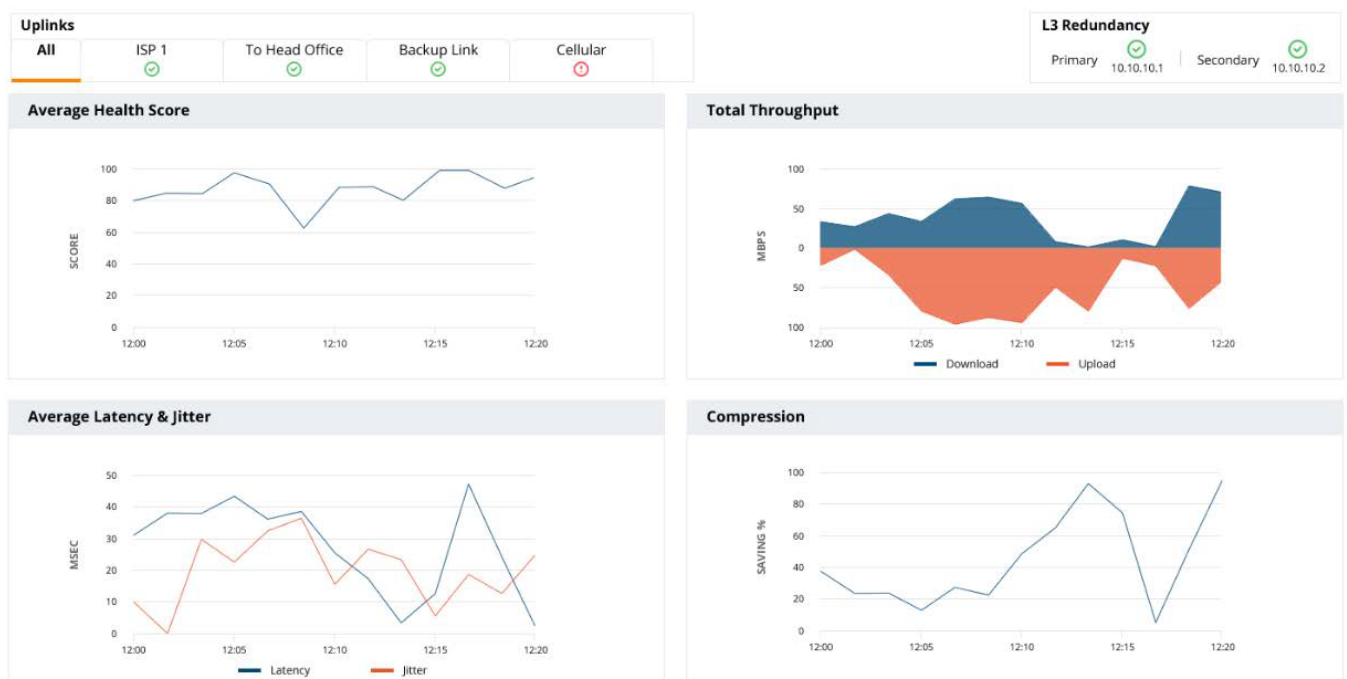 Uplinks
All
ISP 1
To Head Office
Backup Link
Cellular
L3 Redundancy
Primary
10.10.10.1
Secondary
10.10.10.2
Average Health Score
100
80
60
40
20
0
SCORE
12:00
12:05
12:10
12:15
12:20
Total Throughput
100
50
0
50
100
MBPS
12:00
12:05
12:10
12:15
12:20
Download
Upload
Average Latency & Jitter
50
40
30
20
10
0
MSEC
12:00
12:05
12:10
12:15
12:20
Latency
Jitter
Compression
100
80
60
40
20
0
SAVING %
12:00
12:05
12:10
12:15
12:20